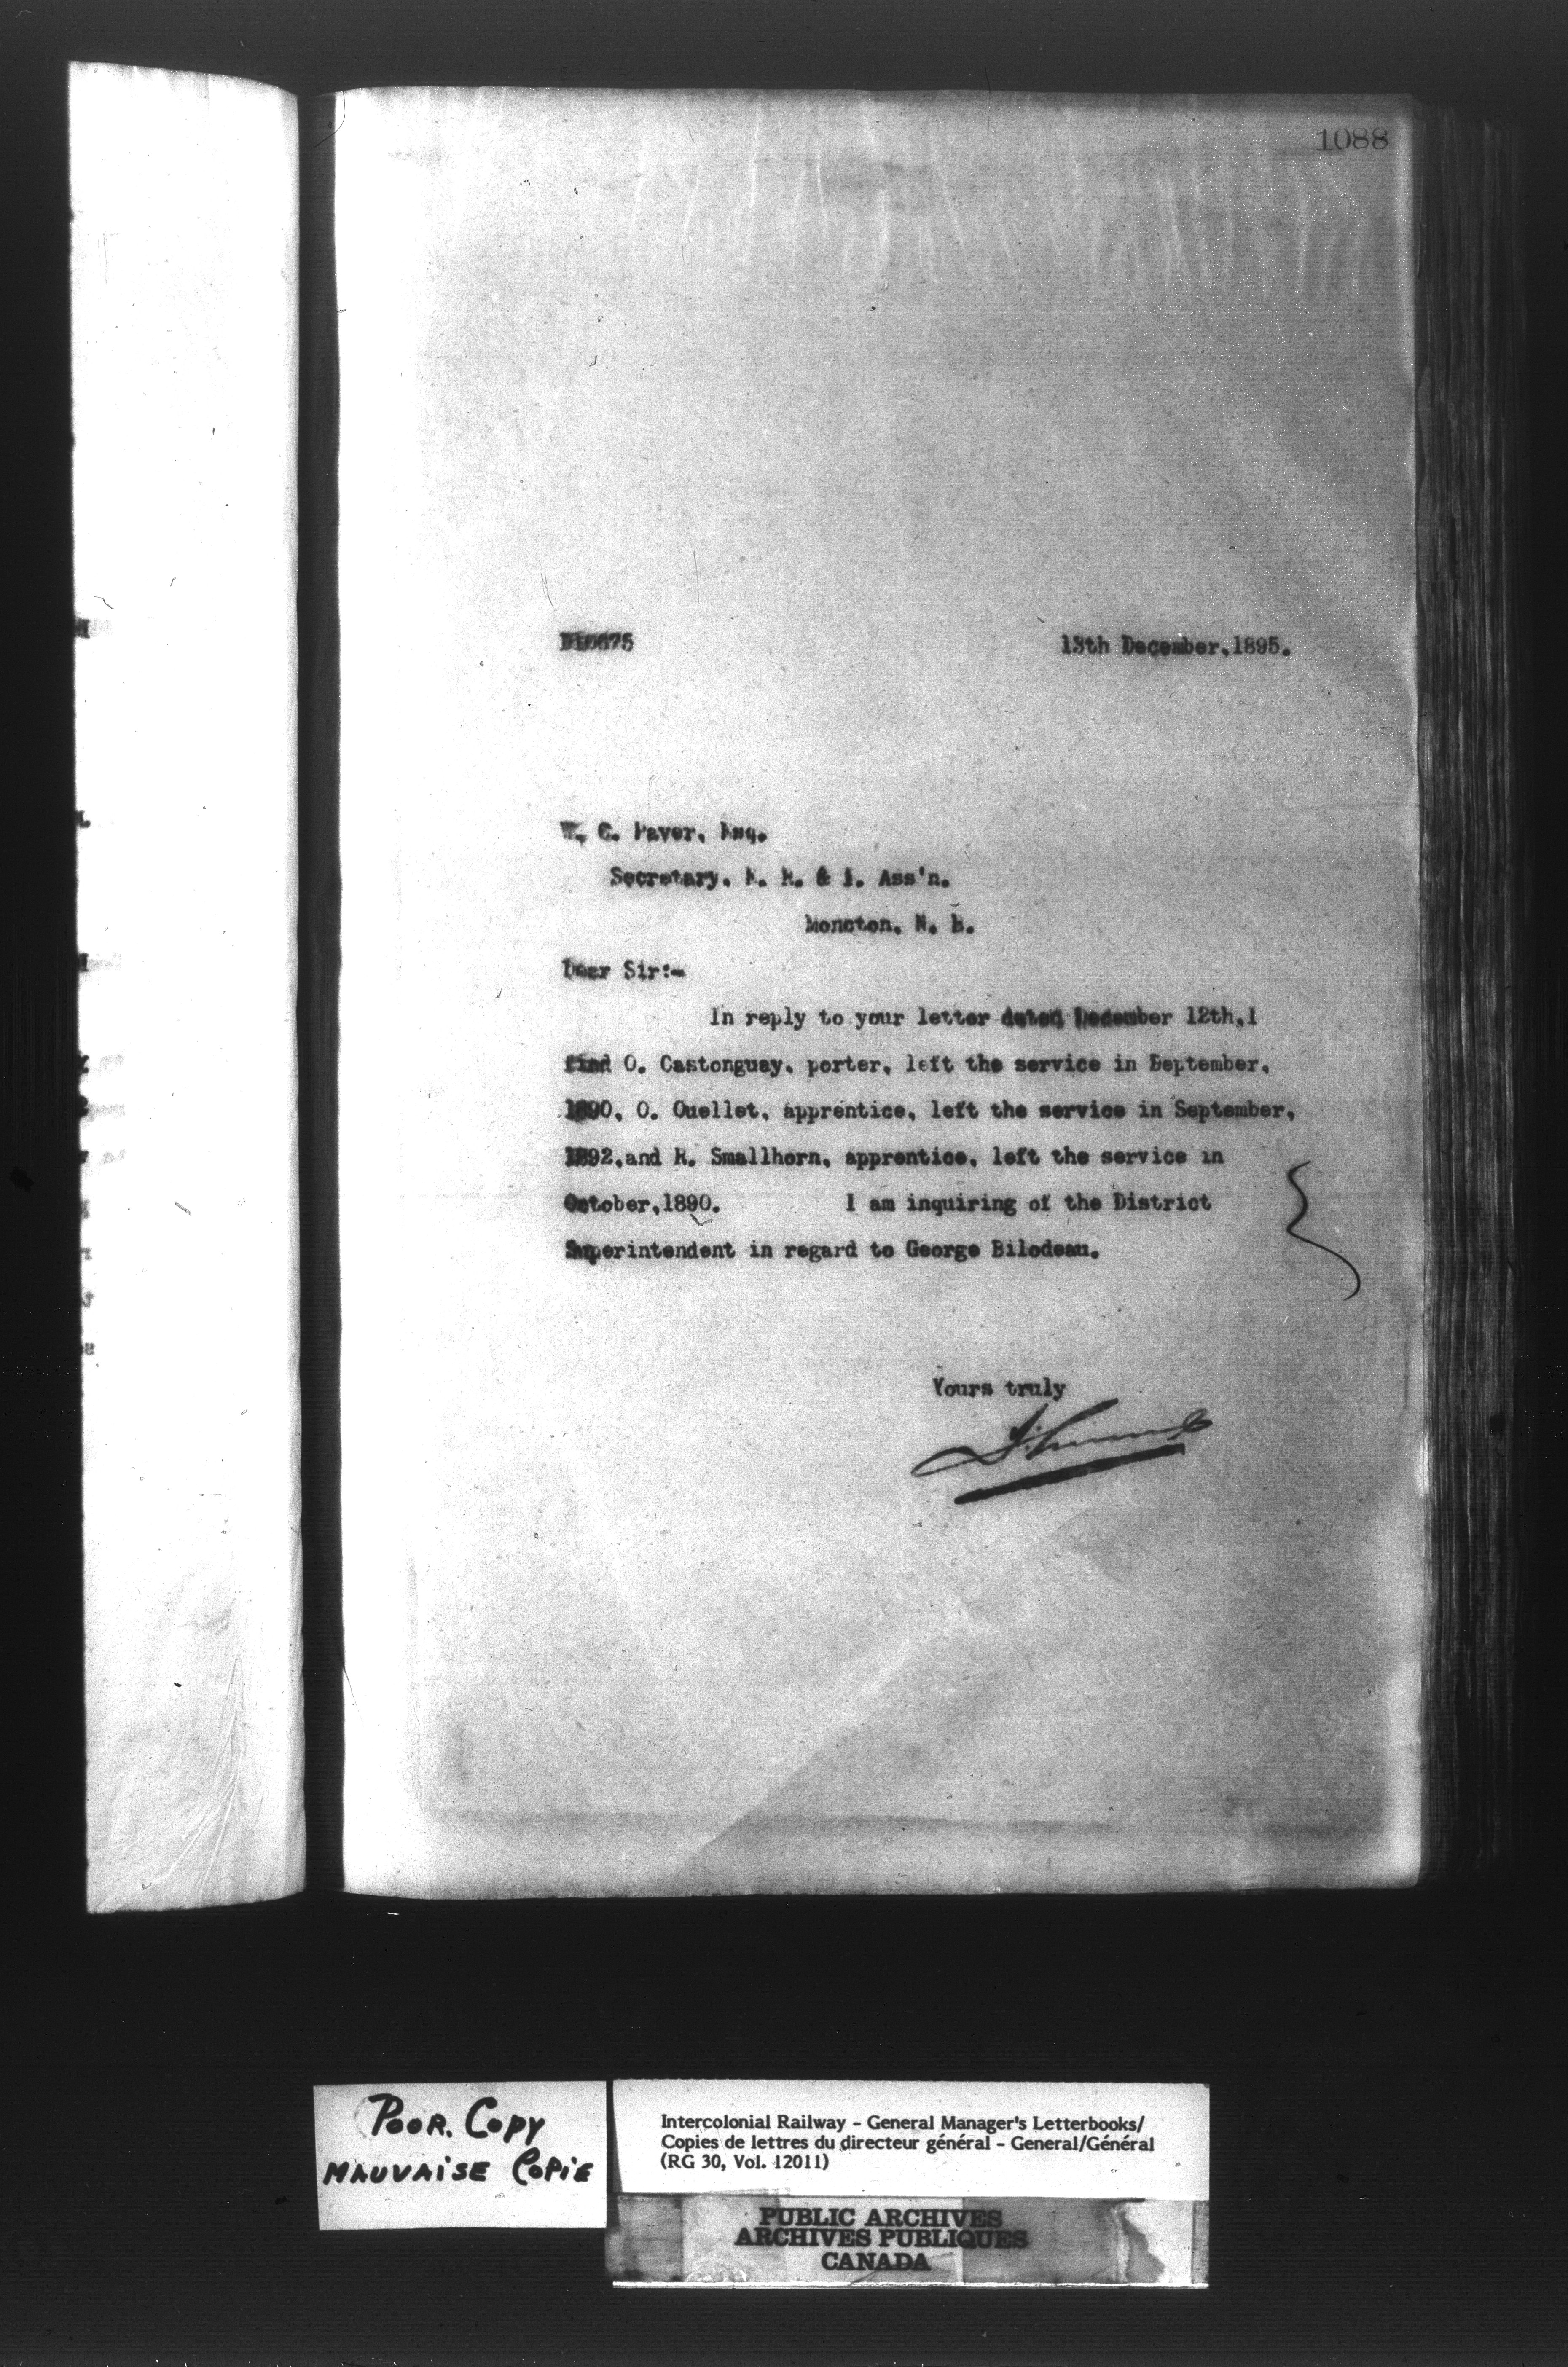 1088
13th December, 1895.
W. C. Paver, Esq.
Secretary, E. R. & I. Ass'n.
Moncton, N. B.
Dear Sir:-
In reply to your letter dated December 12th, I
find O. Castonguay, porter, left the service in September,
1890, O. Ouellet, apprentice, left the service in September,
1892, and R. Smallhorn, apprentice, left the service in
October, 1890. I am inquiring of the District
Superintendent in regard to George Bilodeau.
Yours truly
POOR. COPY
MAUVAISE COPIE
Intercolonial Railway - General Manager's Letterbooks/
Copies de lettres du directeur général - General/Général
(RG 30, Vol. 12011)
PUBLIC ARCHIVES
ARCHIVES PUBLIQUES
CANADA